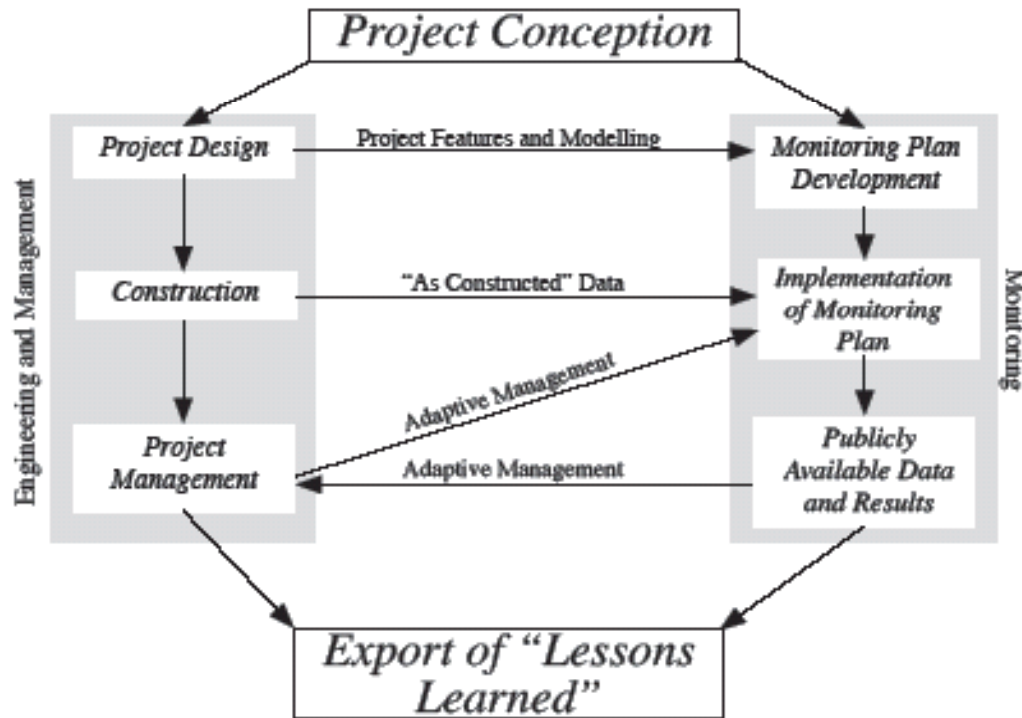 Project Conception
Project Design
Project Features and Modelling
Monitoring Plan
Development
Engineering and Management
Construction
“As Constructed” Data
Implementation
of Monitoring
Plan
Monitoring
Adaptive Management
Project
Management
Adaptive Management
Publicly
Available Data
and Results
Export of “Lessons
Learned”